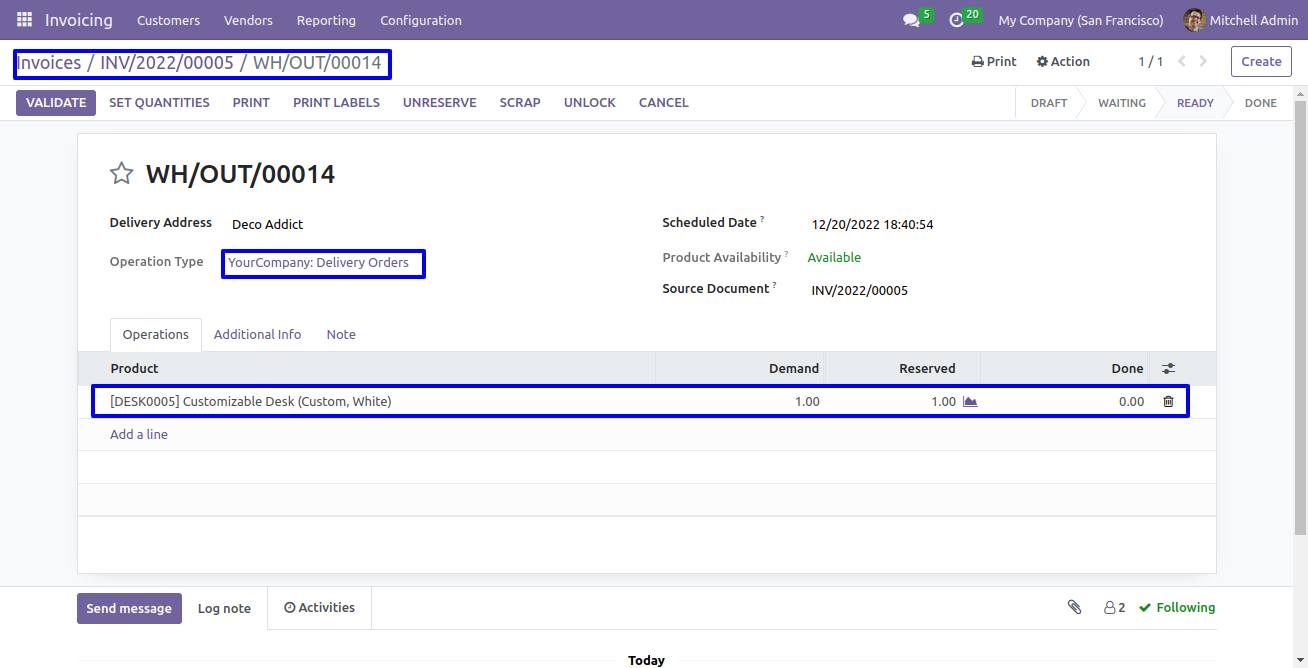 Invoicing Customers Vendors Reporting Configuration 5 20 My Company (San Francisco) Mitchell Admin
Invoices / INV/2022/00005 / WH/OUT/00014 Print Action 1 / 1 Create
VALIDATE SET QUANTITIES PRINT PRINT LABELS UNRESERVE SCRAP UNLOCK CANCEL DRAFT WAITING READY DONE
WH/OUT/00014
Delivery Address Deco Addict Scheduled Date ? 12/20/2022 18:40:54
Operation Type YourCompany: Delivery Orders Product Availability ? Available
Source Document ? INV/2022/00005
Operations Additional Info Note
Product Demand Reserved Done
[DESK0005] Customizable Desk (Custom, White) 1.00 1.00 0.00
Add a line
Send message Log note Activities 2 Following
Today